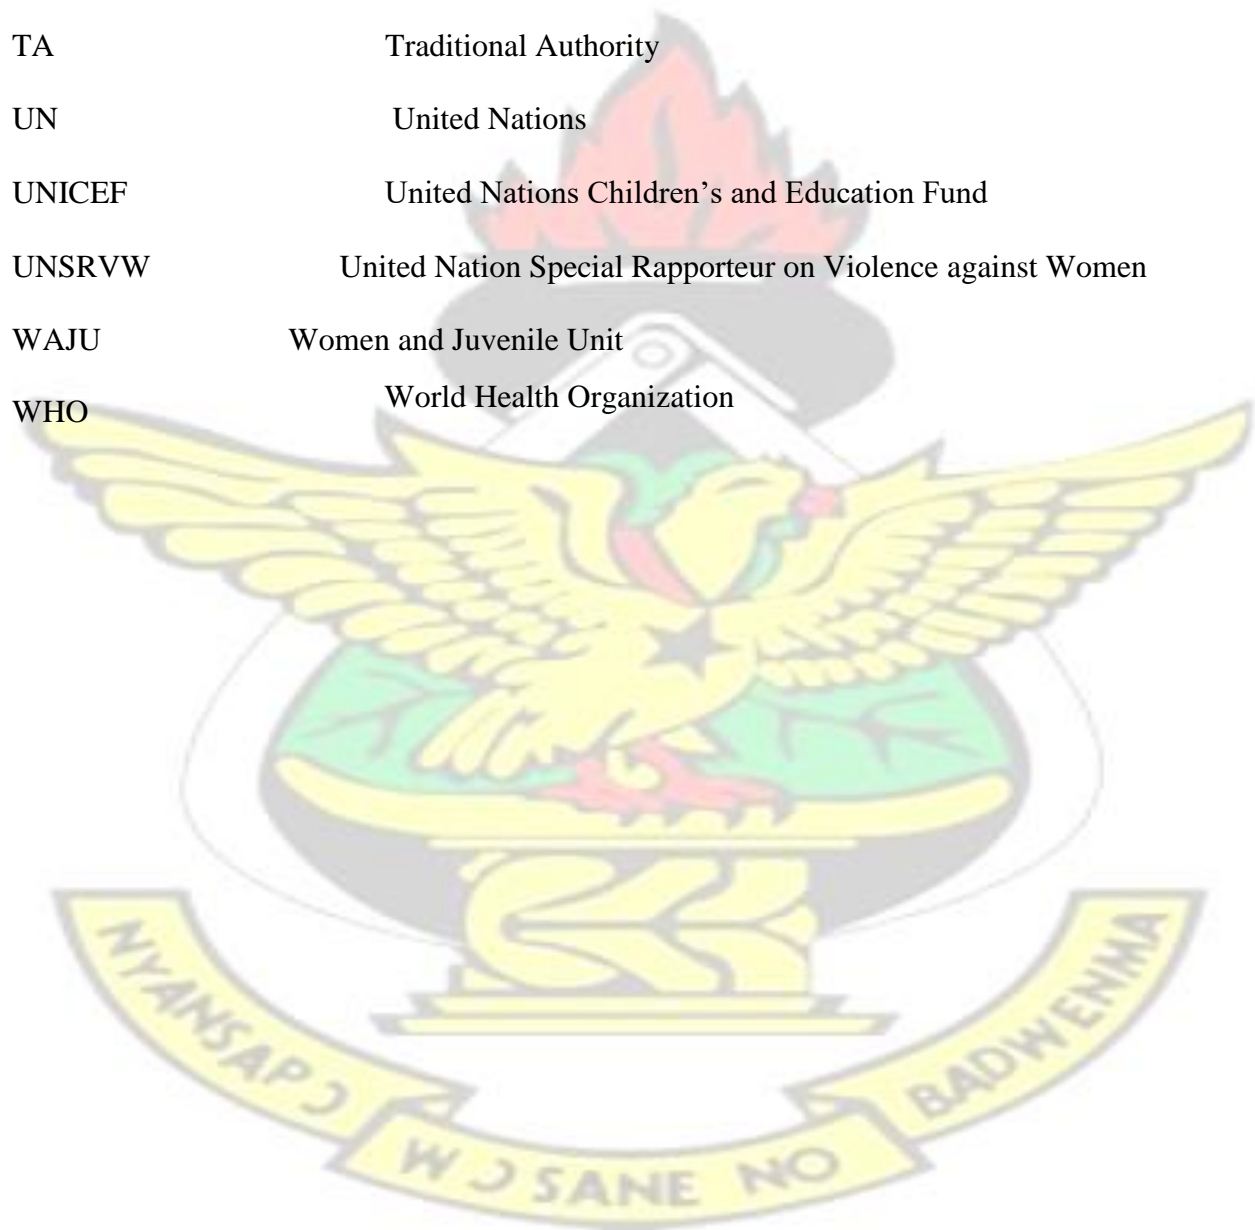 TA Traditional Authority
UN United Nations
UNICEF United Nations Children’s and Education Fund
UNSRVW United Nation Special Rapporteur on Violence against Women
WAJU Women and Juvenile Unit
WHO World Health Organization
NYANSAPƆ
WƆSANE NO
BADWENMA